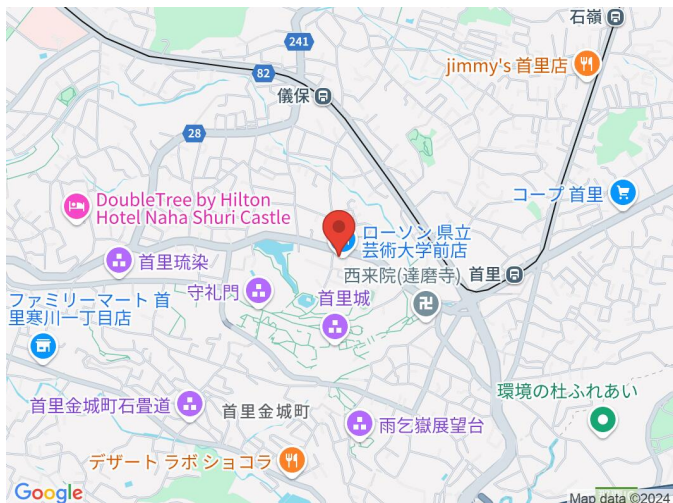 石嶺
241
jimmy's 首里店
82
儀保
28
コープ 首里
DoubleTree by Hilton
Hotel Naha Shuri Castle
ローソン 県立
芸術大学前店
首里琉染
西来院(達磨寺)
首里
守礼門
首里城
ファミリーマート 首
里寒川一丁目店
環境の杜ふれあい
首里金城町石畳道
首里金城町
雨乞嶽展望台
デザート ラボ ショコラ
Google
Map data ©2024